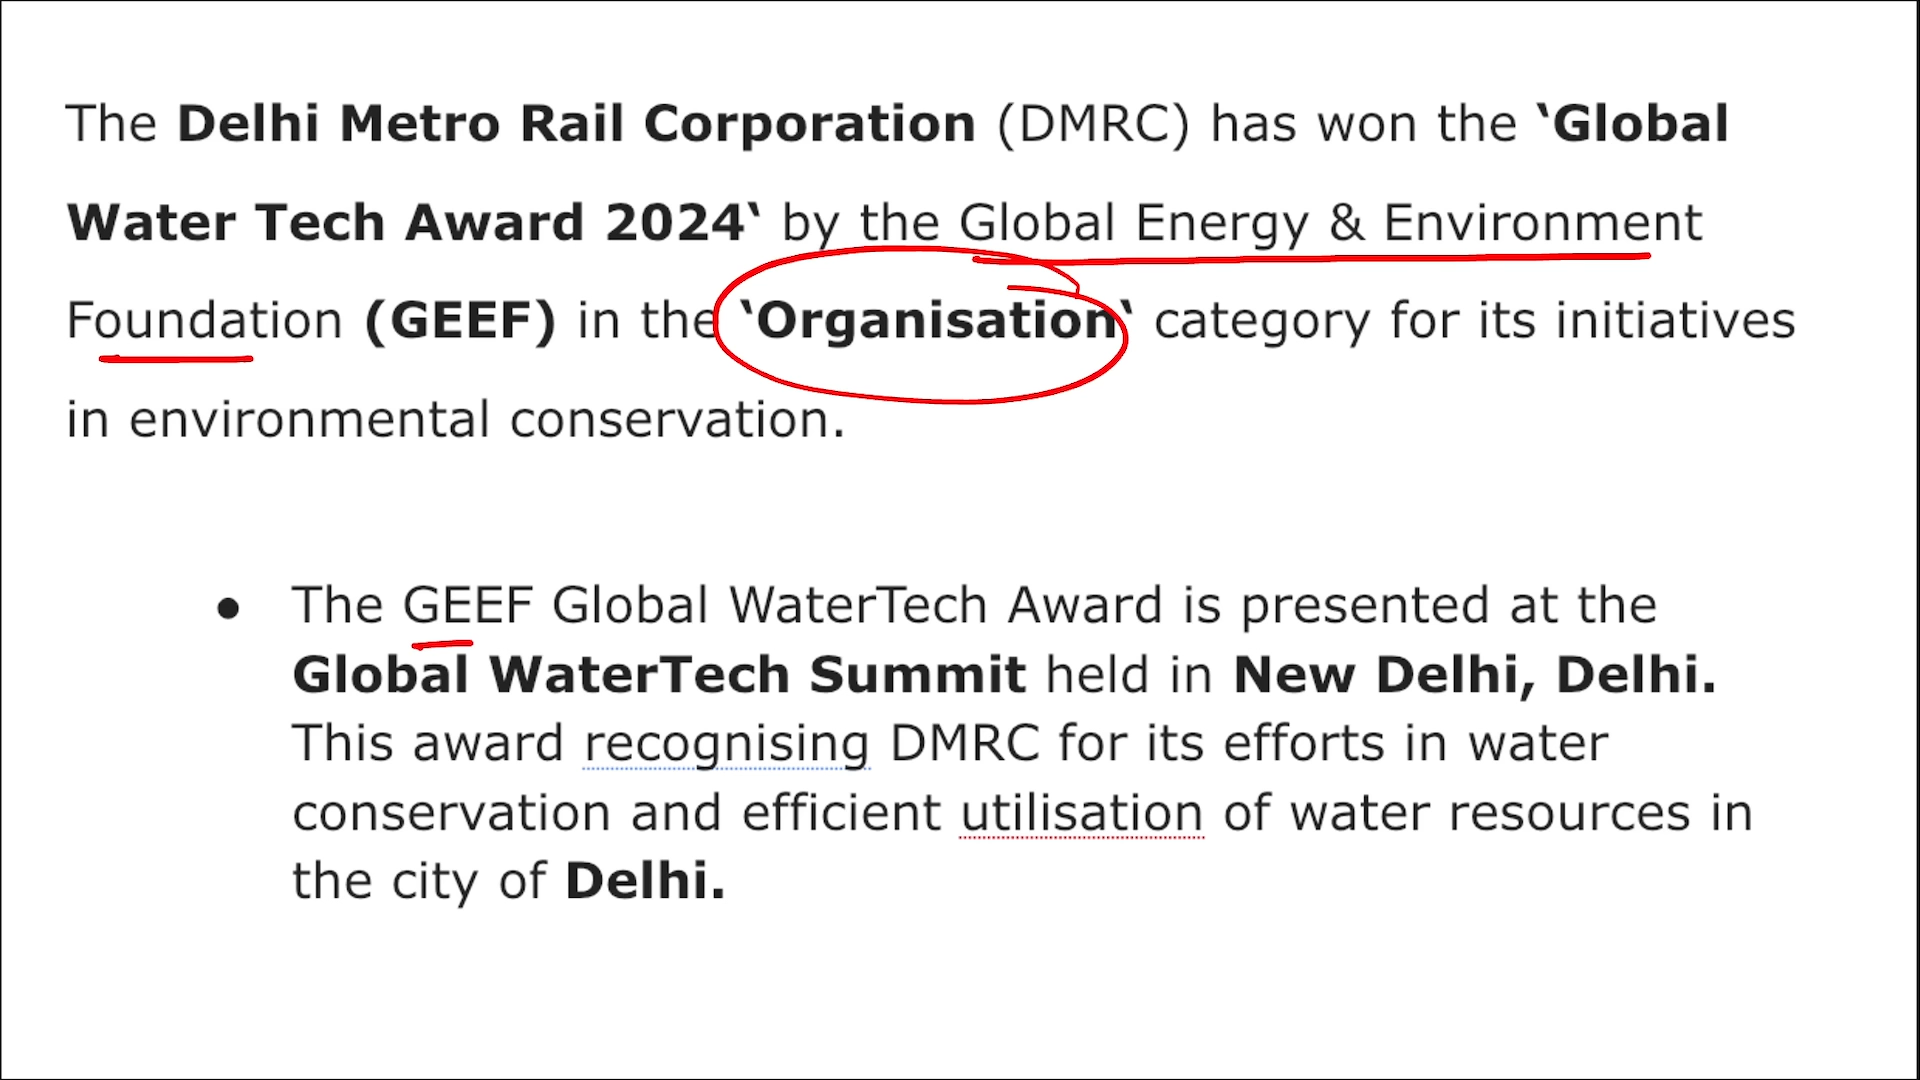 The Delhi Metro Rail Corporation (DMRC) has won the ‘Global
Water Tech Award 2024‘ by the Global Energy & Environment
Foundation (GEEF) in the ‘Organisation‘ category for its initiatives
in environmental conservation.
● The GEEF Global WaterTech Award is presented at the
Global WaterTech Summit held in New Delhi, Delhi.
This award recognising DMRC for its efforts in water
conservation and efficient utilisation of water resources in
the city of Delhi.